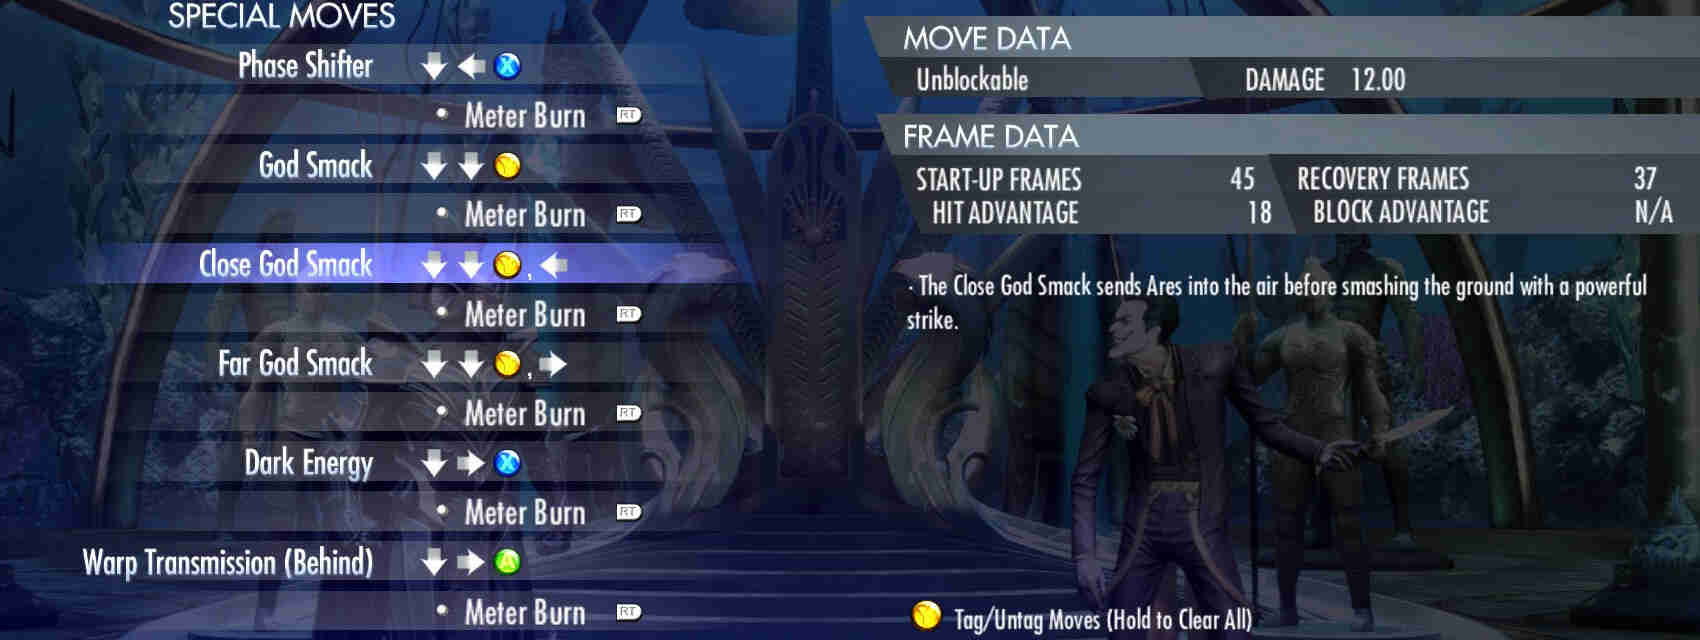 SPECIAL MOVES
Phase Shifter X
• Meter Burn RT
God Smack Y
• Meter Burn RT
Close God Smack Y ,
• Meter Burn RT
Far God Smack Y ,
• Meter Burn RT
Dark Energy X
• Meter Burn RT
Warp Transmission (Behind) A
• Meter Burn RT
MOVE DATA
Unblockable DAMAGE 12.00
FRAME DATA
START-UP FRAMES 45 RECOVERY FRAMES 37
HIT ADVANTAGE 18 BLOCK ADVANTAGE N/A
· The Close God Smack sends Ares into the air before smashing the ground with a powerful
strike.
Y Tag/Untag Moves (Hold to Clear All)